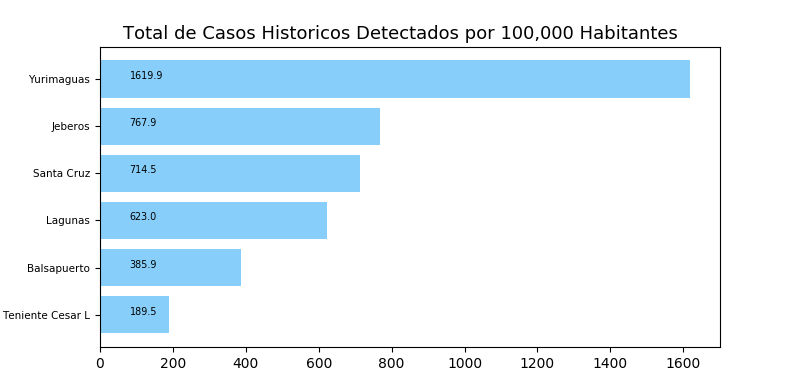 Total de Casos Historicos Detectados por 100,000 Habitantes
Yurimaguas 1619.9
Jeberos 767.9
Santa Cruz 714.5
Lagunas 623.0
Balsapuerto 385.9
Teniente Cesar L 189.5
0 200 400 600 800 1000 1200 1400 1600